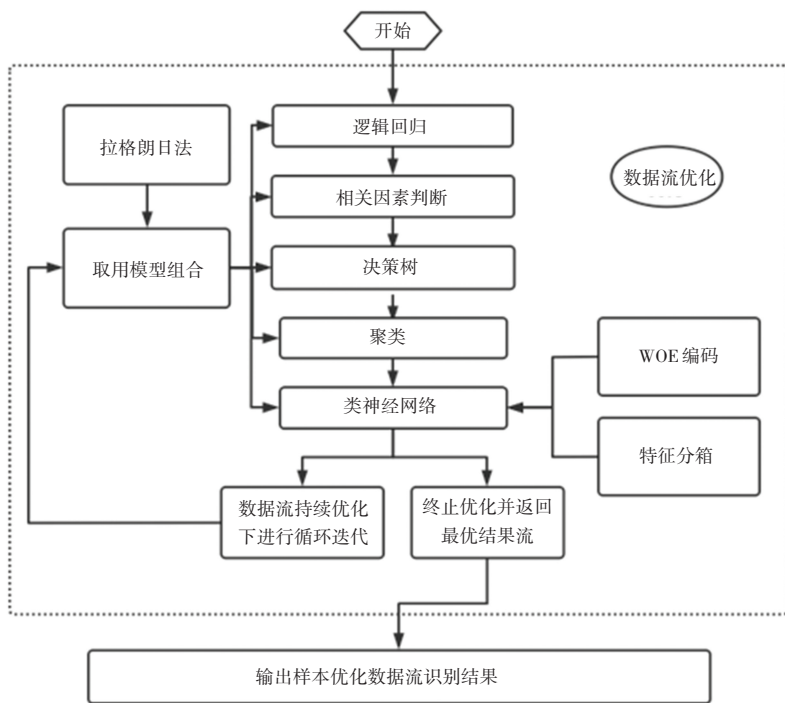 开始
逻辑回归
拉格朗日法
相关因素判断
数据流优化
取用模型组合
决策树
聚类
WOE编码
类神经网络
特征分箱
数据流持续优化
下进行循环迭代
终止优化并返回
最优结果流
输出样本优化数据流识别结果